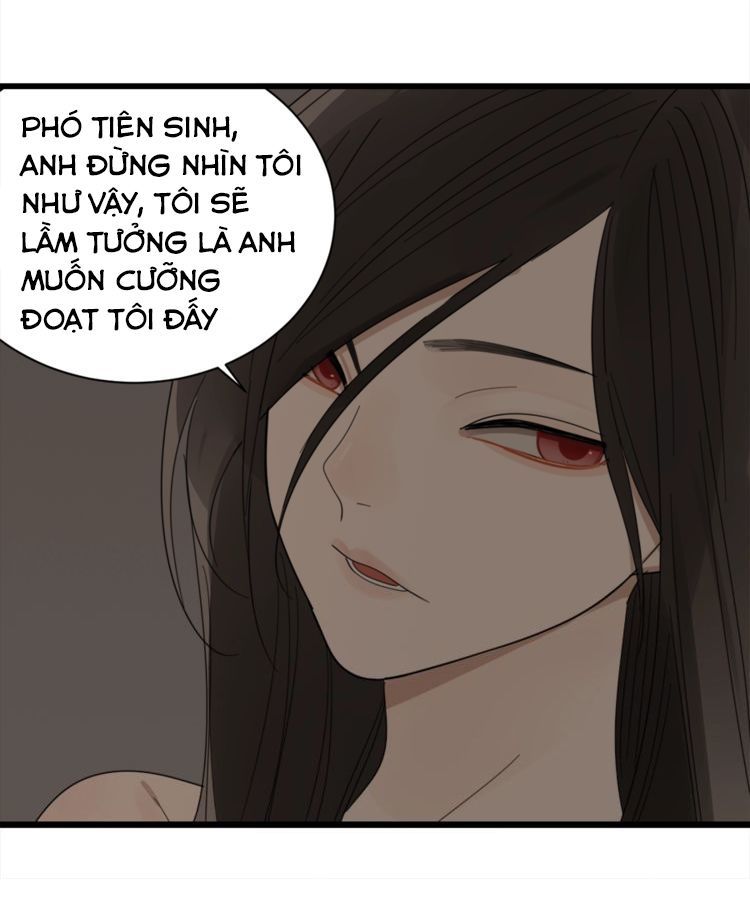 PHÓ TIÊN SINH,
ANH ĐỪNG NHÌN TÔI
NHƯ VẬY, TÔI SẼ
LẦM TƯỞNG LÀ ANH
MUỐN CƯỠNG
ĐOẠT TÔI ĐẤY